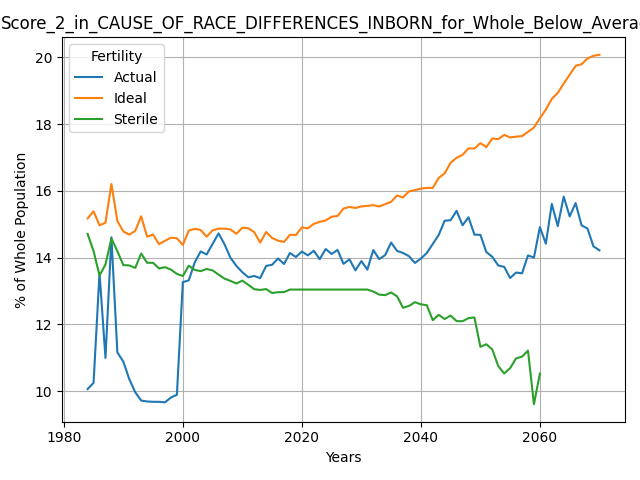 Score_2_in_CAUSE_OF_RACE_DIFFERENCES_INBORN_for_Whole_Below_Avera
Fertility
Actual
Ideal
Sterile
% of Whole Population
20
18
16
14
12
10
1980 2000 2020 2040 2060
Years